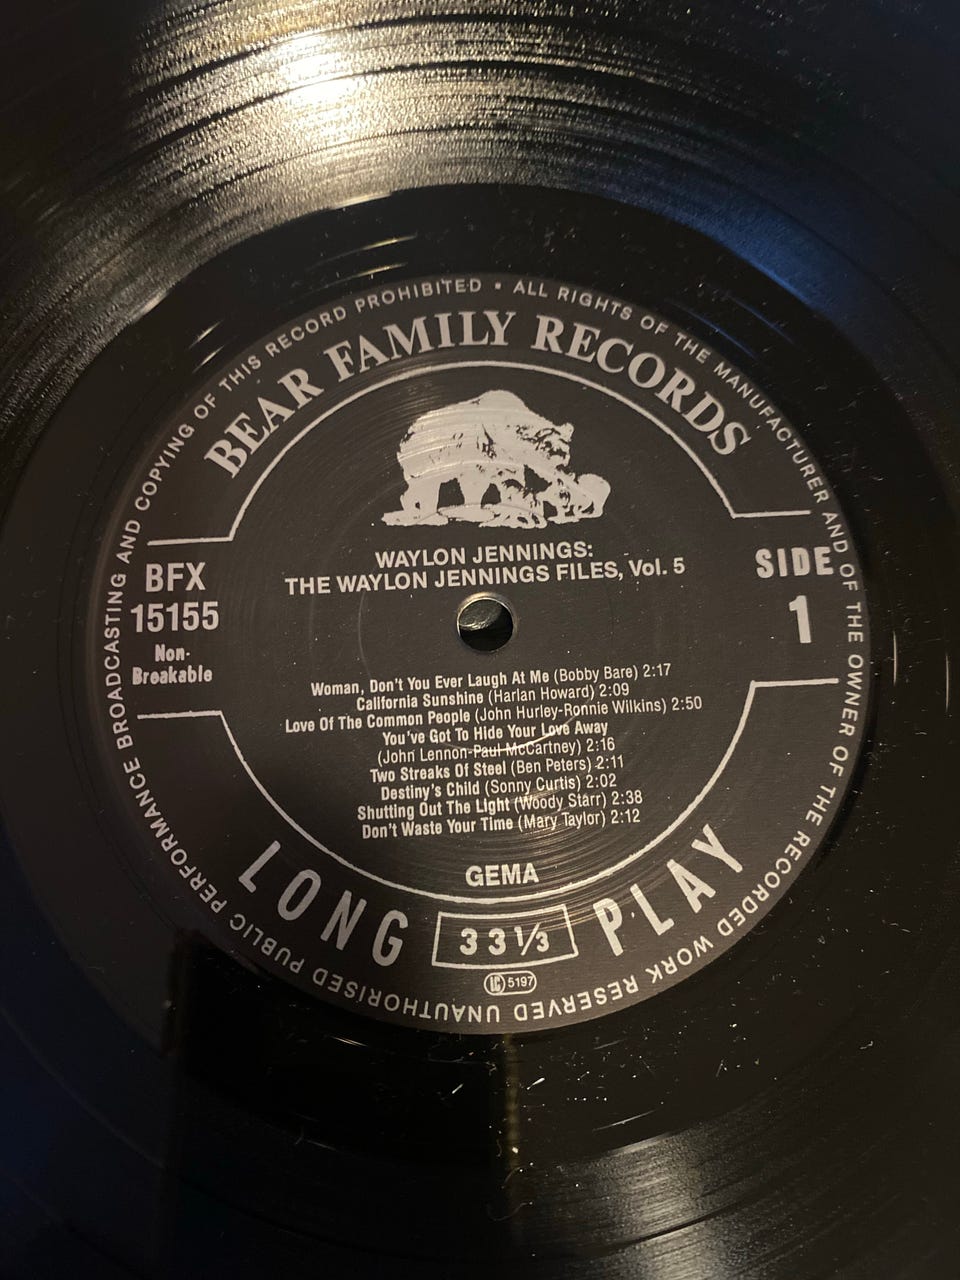 UNAUTHORISED PUBLIC PERFORMANCE BROADCASTING AND COPYING OF THIS RECORD PROHIBITED • ALL RIGHTS OF THE MANUFACTURER AND OF THE OWNER OF THE RECORDED WORK RESERVED
BEAR FAMILY RECORDS
WAYLON JENNINGS:
THE WAYLON JENNINGS FILES, Vol. 5
BFX
15155
Non-
Breakable
SIDE
1
Woman, Don't You Ever Laugh At Me (Bobby Bare) 2:17
California Sunshine (Harlan Howard) 2:09
Love Of The Common People (John Hurley-Ronnie Wilkins) 2:50
You've Got To Hide Your Love Away
(John Lennon-Paul McCartney) 2:16
Two Streaks Of Steel (Ben Peters) 2:11
Destiny's Child (Sonny Curtis) 2:02
Shutting Out The Light (Woody Starr) 2:38
Don't Waste Your Time (Mary Taylor) 2:12
GEMA
LONG 33 1/3 PLAY
LC 5197